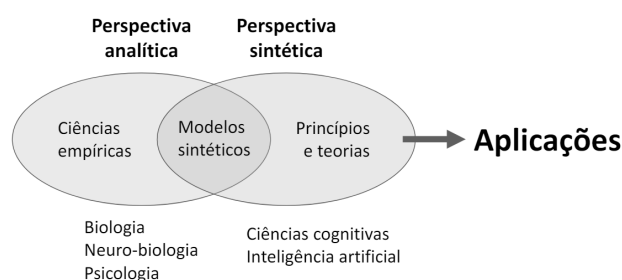 Perspectiva
analítica
Perspectiva
sintética
Ciências
empíricas
Modelos
sintéticos
Princípios
e teorias
Aplicações
Biologia
Neuro-biologia
Psicologia
Ciências cognitivas
Inteligência artificial